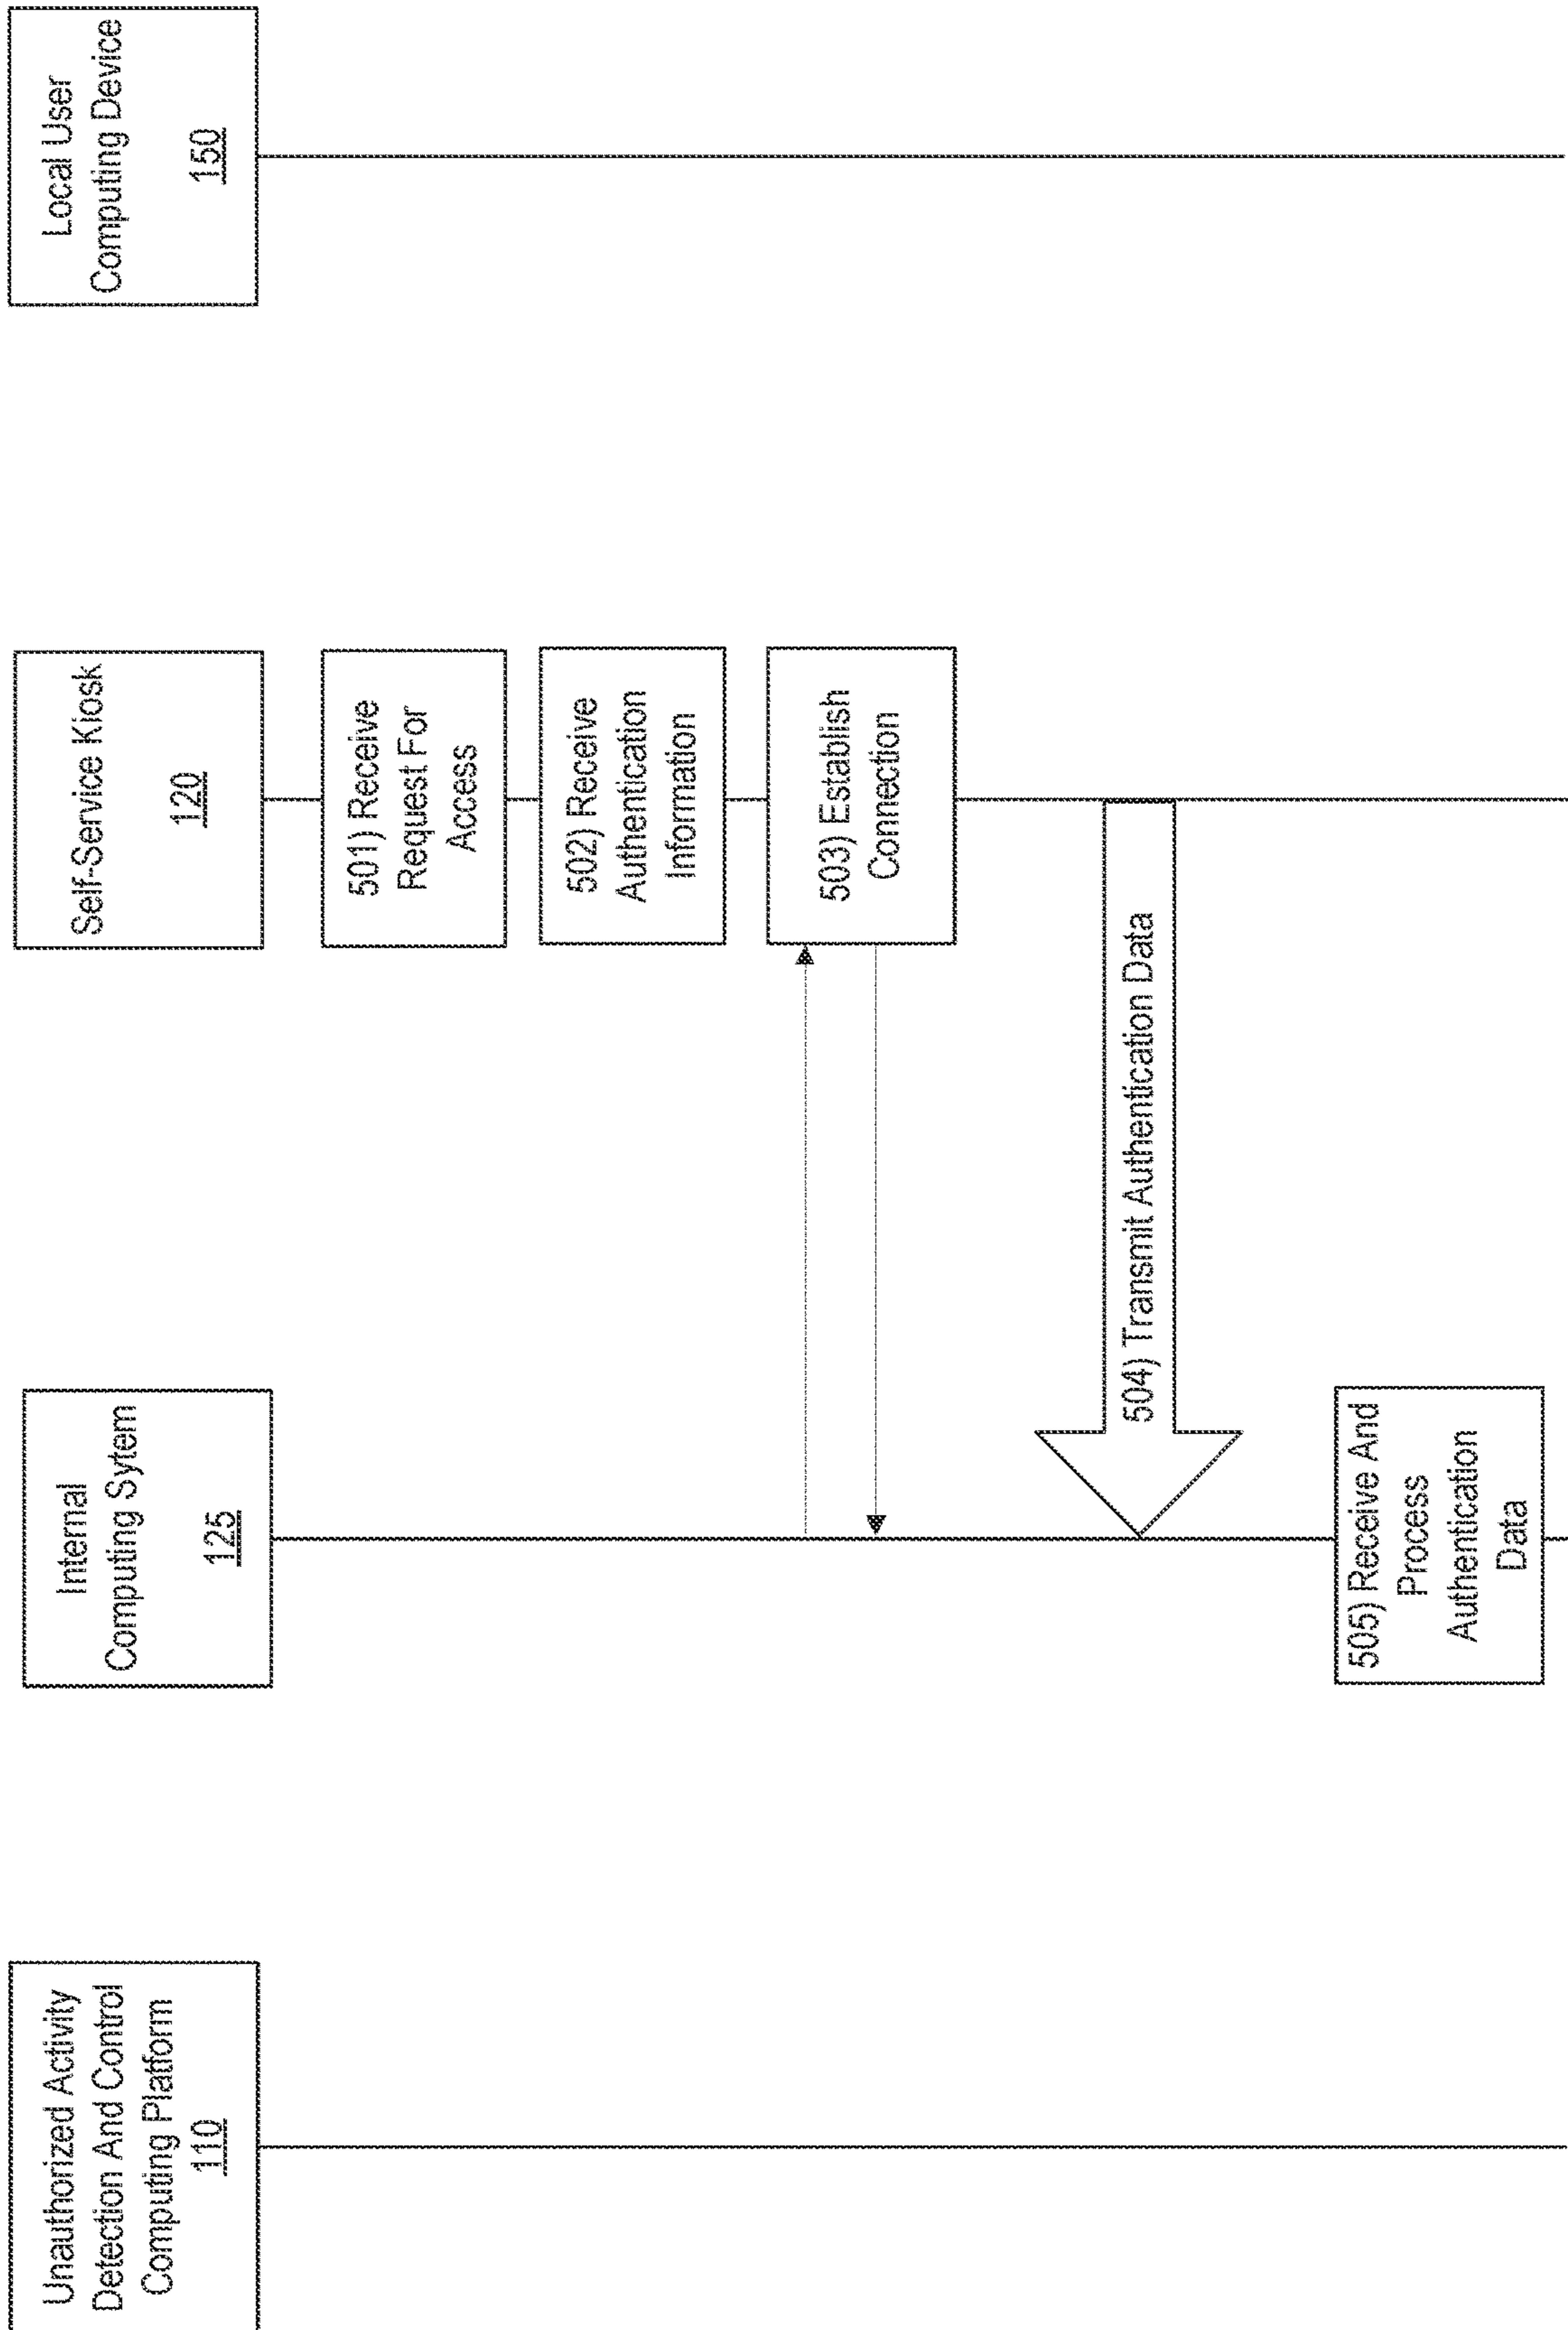 Unauthorized Activity
Detection And Control
Computing Platform
110
Internal
Computing Sytem
125
Self-Service Kiosk
120
Local User
Computing Device
150
501) Receive
Request For
Access
502) Receive
Authentication
Information
503) Establish
Connection
504) Transmit Authentication Data
505) Receive And
Process
Authentication
Data